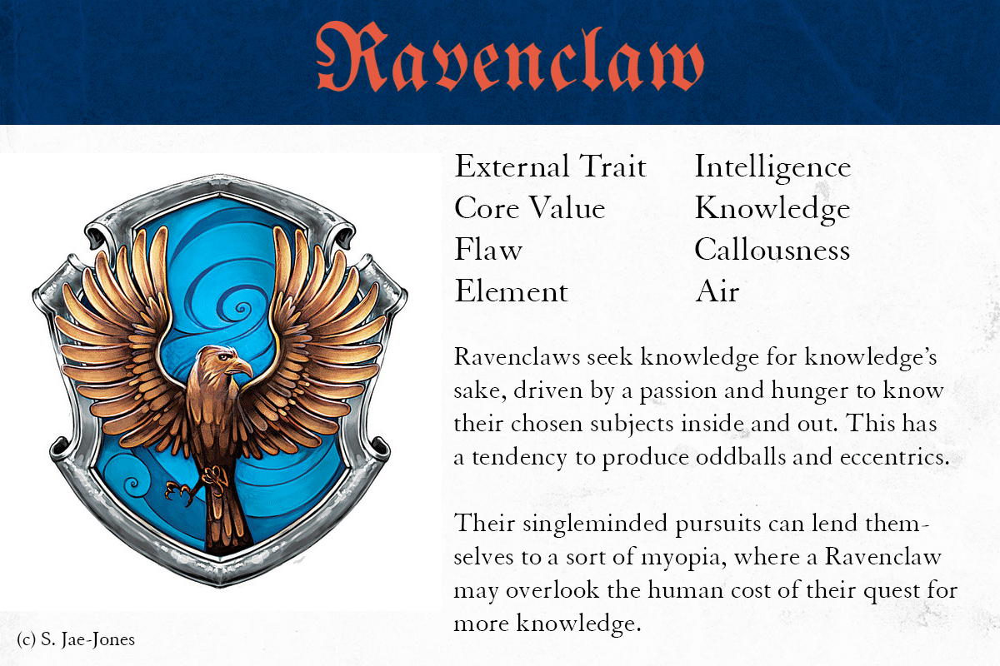 Ravenclaw
External Trait Intelligence
Core Value Knowledge
Flaw Callousness
Element Air
Ravenclaws seek knowledge for knowledge’s
sake, driven by a passion and hunger to know
their chosen subjects inside and out. This has
a tendency to produce oddballs and eccentrics.
Their singleminded pursuits can lend them-
selves to a sort of myopia, where a Ravenclaw
may overlook the human cost of their quest for
more knowledge.
(c) S. Jae-Jones